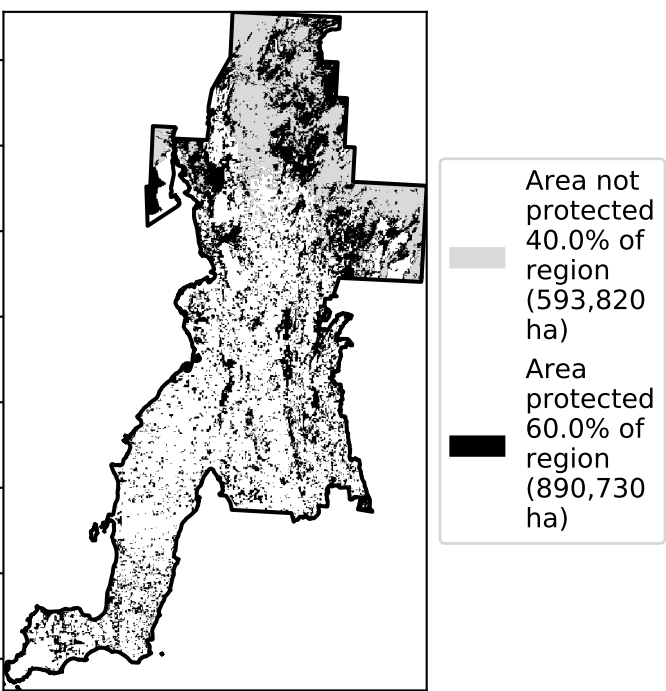 Area not
protected
40.0% of
region
(593,820
ha)
Area
protected
60.0% of
region
(890,730
ha)